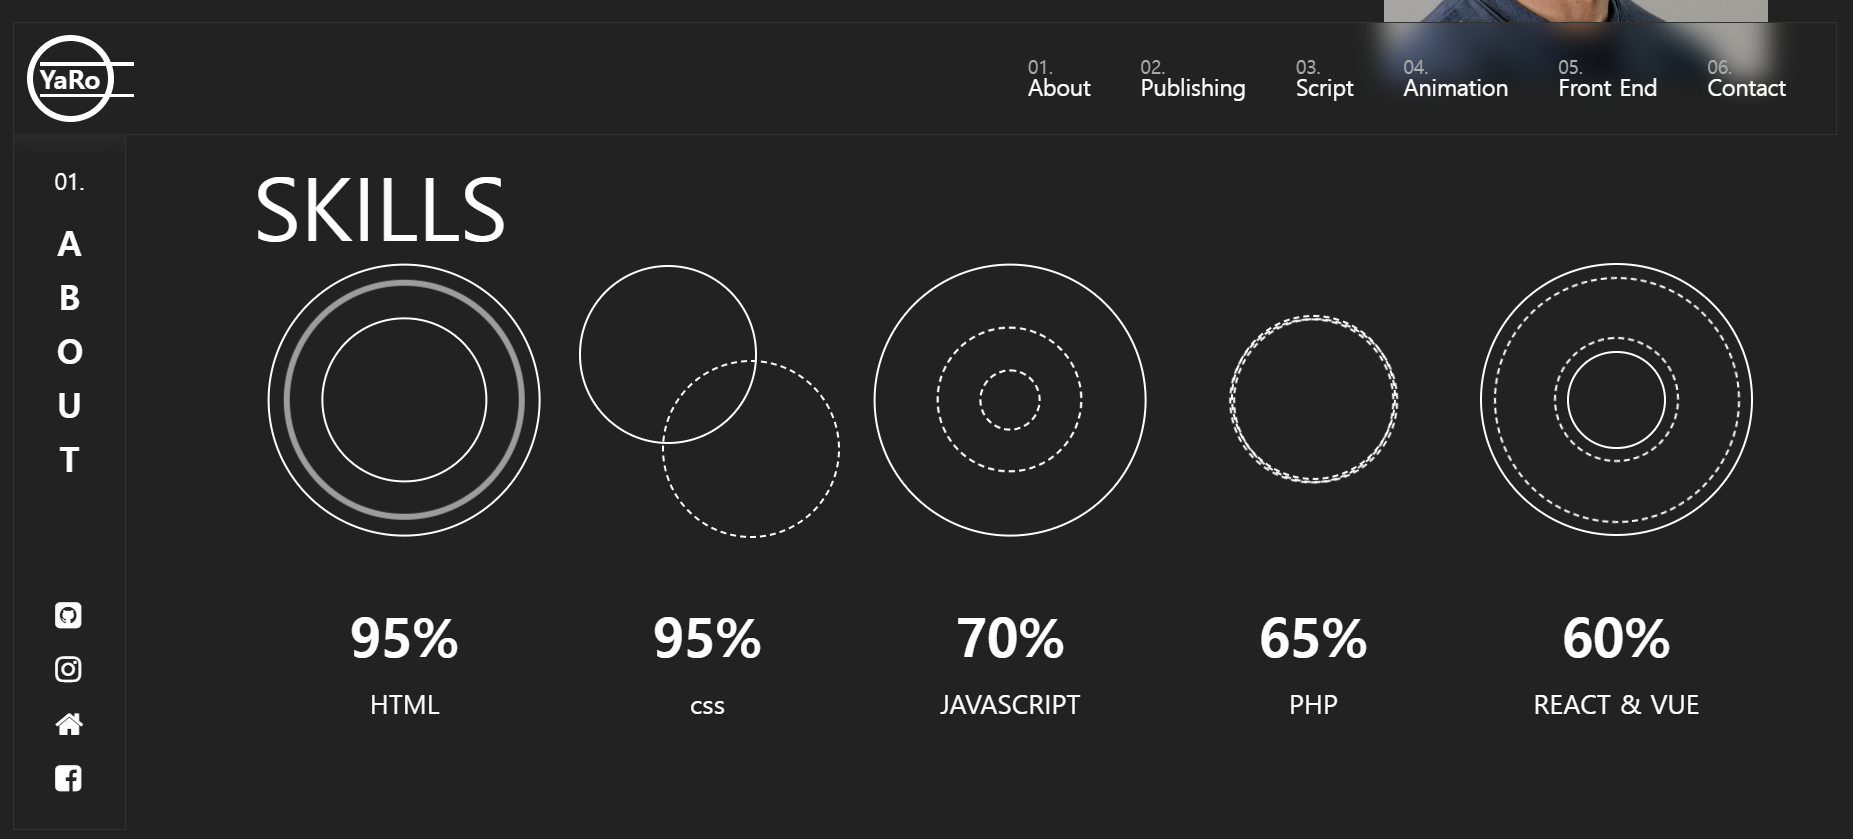 YaRo
01.
About
02.
Publishing
03.
Script
04.
Animation
05.
Front End
06.
Contact
01.
A
B
O
U
T
SKILLS
95%
HTML
95%
css
70%
JAVASCRIPT
65%
PHP
60%
REACT & VUE